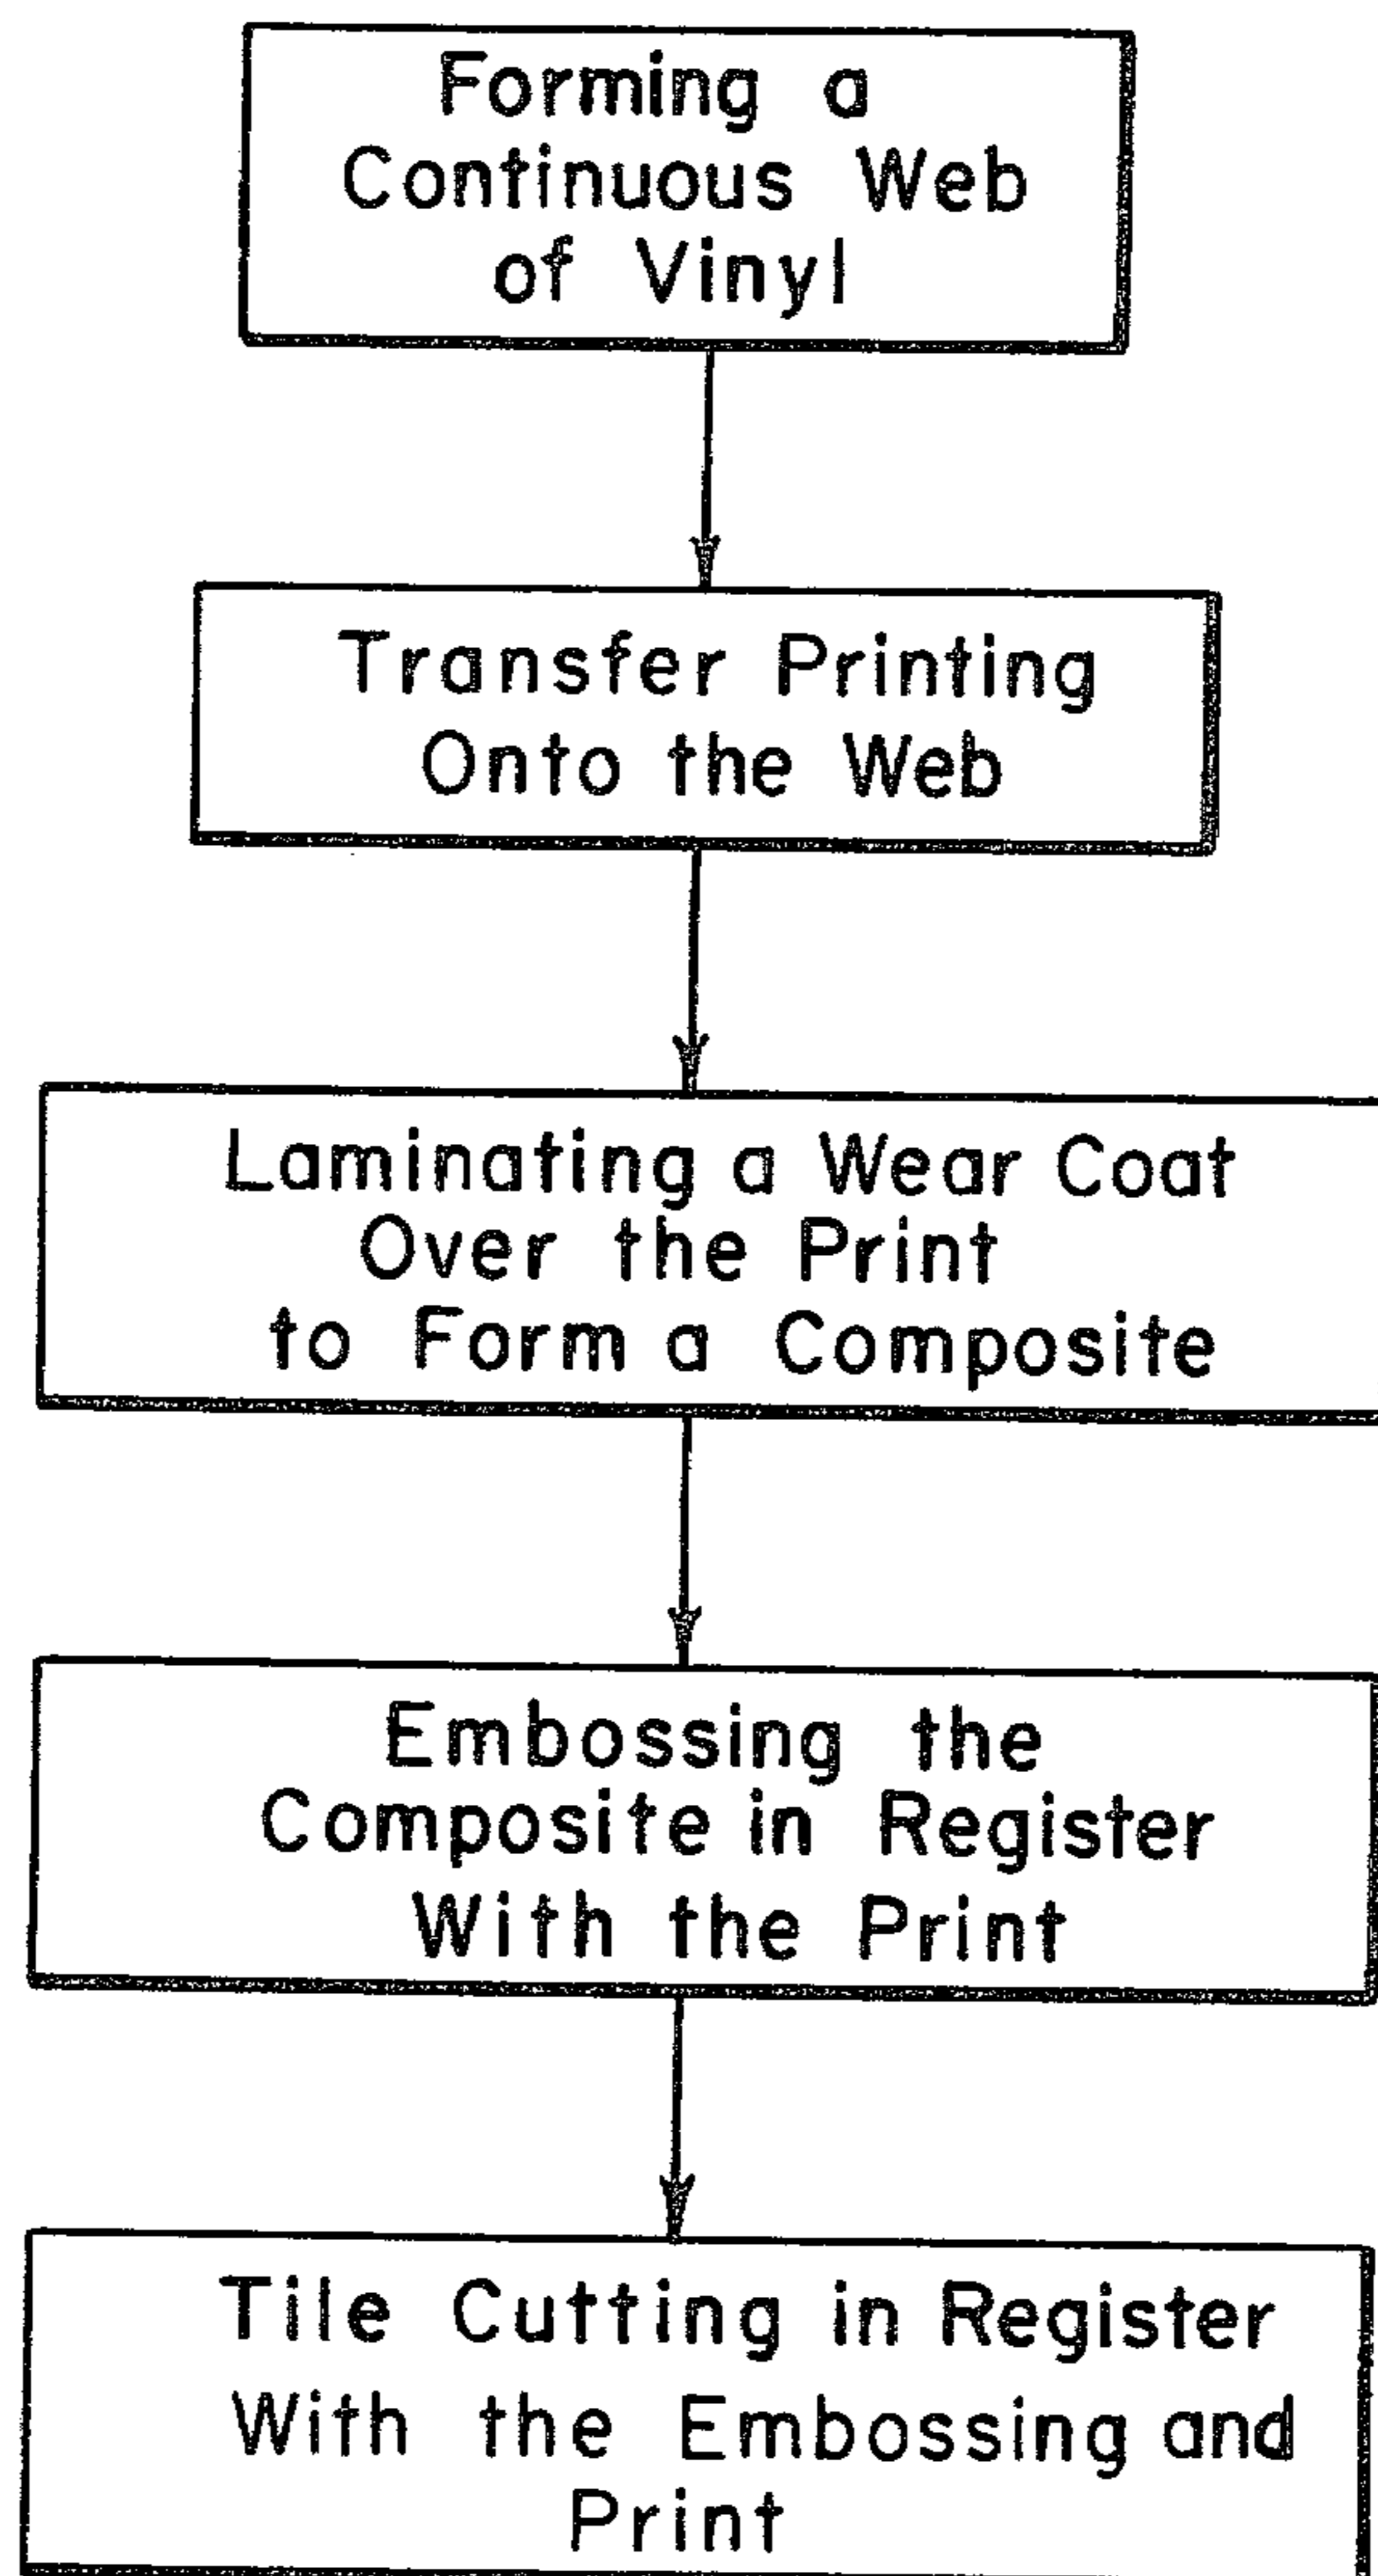 Forming a
Continuous Web
of Vinyl
Transfer Printing
Onto the Web
Laminating a Wear Coat
Over the Print
to Form a Composite
Embossing the
Composite in Register
With the Print
Tile Cutting in Register
With the Embossing and
Print